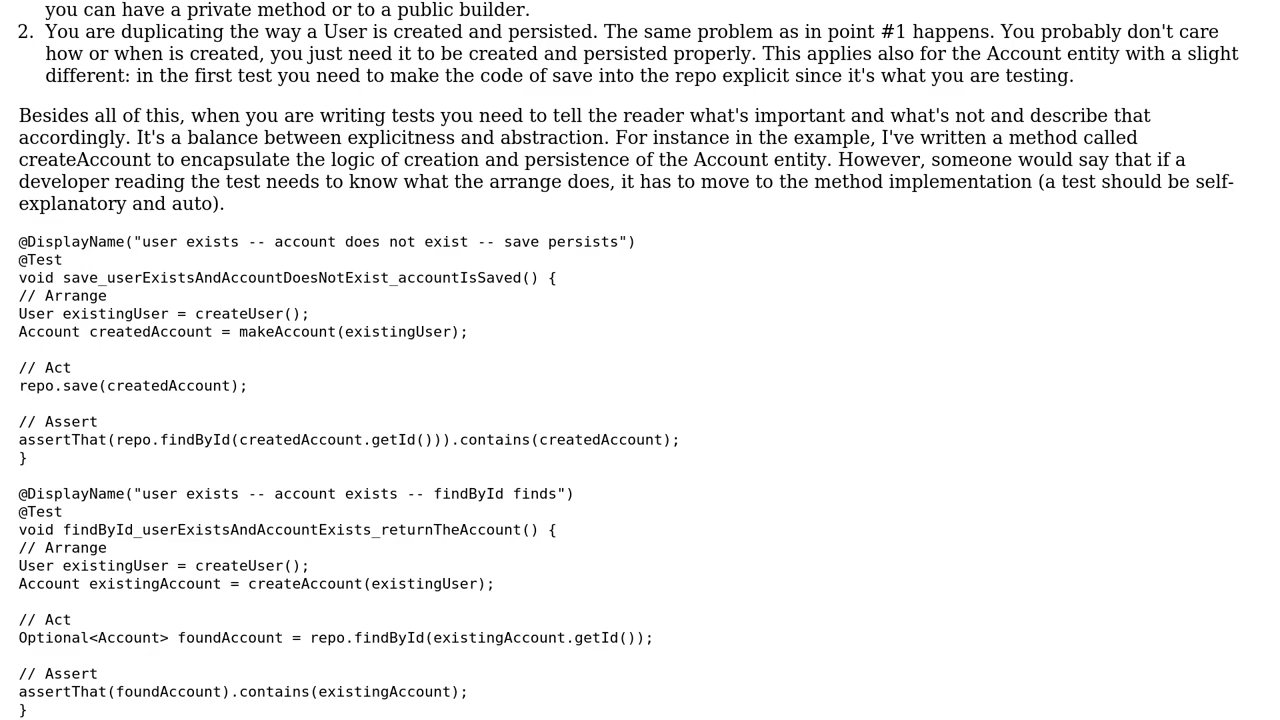 you can have a private method or to a public builder.
2. You are duplicating the way a User is created and persisted. The same problem as in point #1 happens. You probably don't care
how or when is created, you just need it to be created and persisted properly. This applies also for the Account entity with a slight
different: in the first test you need to make the code of save into the repo explicit since it's what you are testing.
Besides all of this, when you are writing tests you need to tell the reader what's important and what's not and describe that
accordingly. It's a balance between explicitness and abstraction. For instance in the example, I've written a method called
createAccount to encapsulate the logic of creation and persistence of the Account entity. However, someone would say that if a
developer reading the test needs to know what the arrange does, it has to move to the method implementation (a test should be self-
explanatory and auto).
@DisplayName("user exists -- account does not exist -- save persists")
@Test
void save_userExistsAndAccountDoesNotExist_accountIsSaved() {
// Arrange
User existingUser = createUser();
Account createdAccount = makeAccount(existingUser);
// Act
repo.save(createdAccount);
// Assert
assertThat(repo.findById(createdAccount.getId())).contains(createdAccount);
}
@DisplayName("user exists -- account exists -- findById finds")
@Test
void findById_userExistsAndAccountExists_returnTheAccount() {
// Arrange
User existingUser = createUser();
Account existingAccount = createAccount(existingUser);
// Act
Optional<Account> foundAccount = repo.findById(existingAccount.getId());
// Assert
assertThat(foundAccount).contains(existingAccount);
}